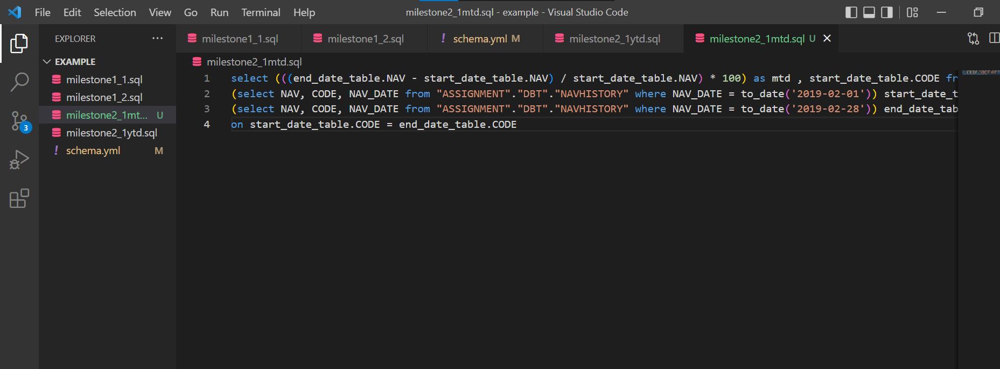 File Edit Selection View Go Run Terminal Help
milestone2_1mtd.sql - example - Visual Studio Code
EXPLORER ...
EXAMPLE
milestone1_1.sql
milestone1_2.sql
milestone2_1mt... U
milestone2_1ytd.sql
! schema.yml M
3
milestone1_1.sql milestone1_2.sql ! schema.yml M milestone2_1ytd.sql milestone2_1mtd.sql U
milestone2_1mtd.sql
1 select (((end_date_table.NAV - start_date_table.NAV) / start_date_table.NAV) * 100) as mtd , start_date_table.CODE fr
2 (select NAV, CODE, NAV_DATE from "ASSIGNMENT"."DBT"."NAVHISTORY" where NAV_DATE = to_date('2019-02-01')) start_date_t
3 (select NAV, CODE, NAV_DATE from "ASSIGNMENT"."DBT"."NAVHISTORY" where NAV_DATE = to_date('2019-02-28')) end_date_tab
4 on start_date_table.CODE = end_date_table.CODE